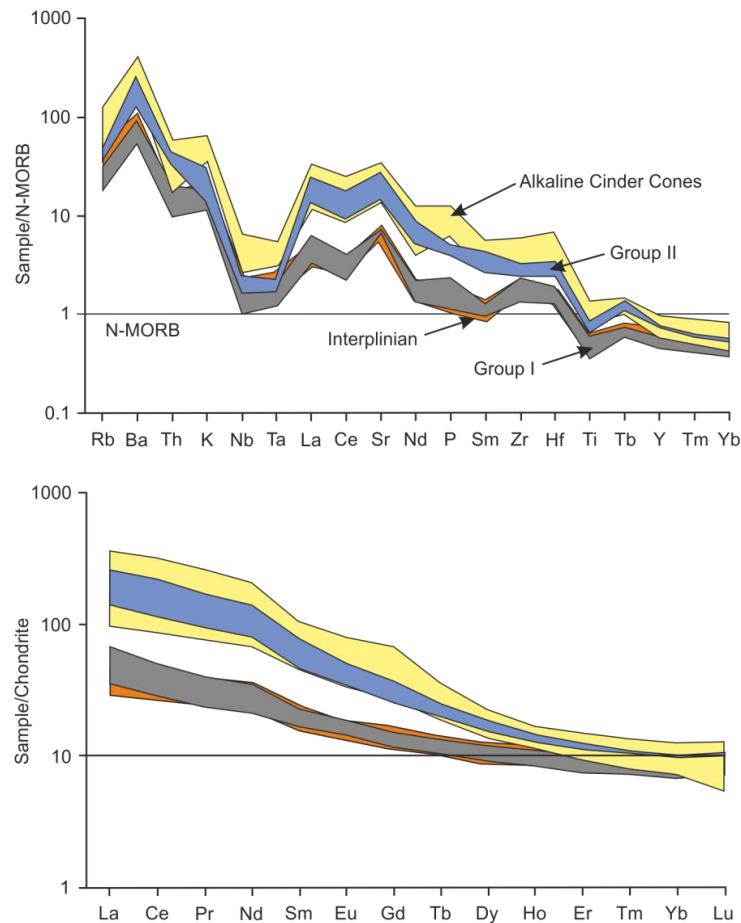 1000
100
10
1
0.1
Sample/N-MORB
Alkaline Cinder Cones
Group II
N-MORB
Interplinian
Group I
Rb Ba Th K Nb Ta La Ce Sr Nd P Sm Zr Hf Ti Tb Y Tm Yb
1000
100
10
1
Sample/Chondrite
La Ce Pr Nd Sm Eu Gd Tb Dy Ho Er Tm Yb Lu